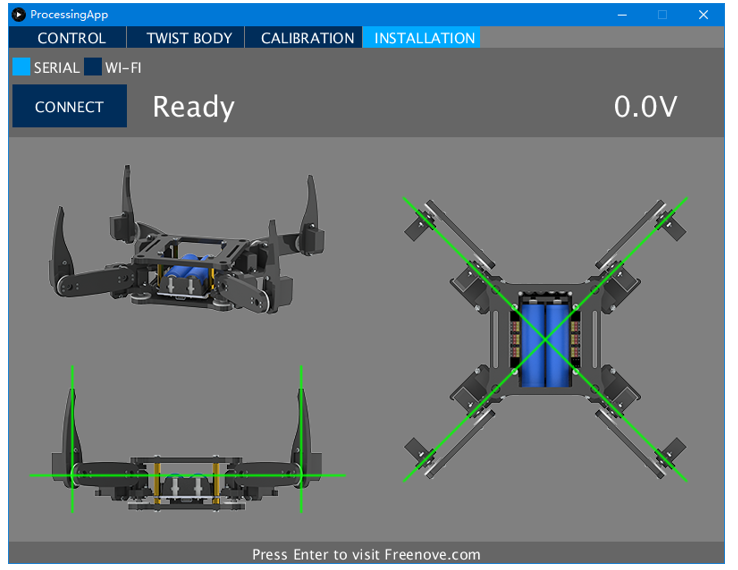 ProcessingApp
CONTROL TWIST BODY CALIBRATION INSTALLATION
SERIAL WI-FI
CONNECT Ready 0.0V
Press Enter to visit Freenove.com